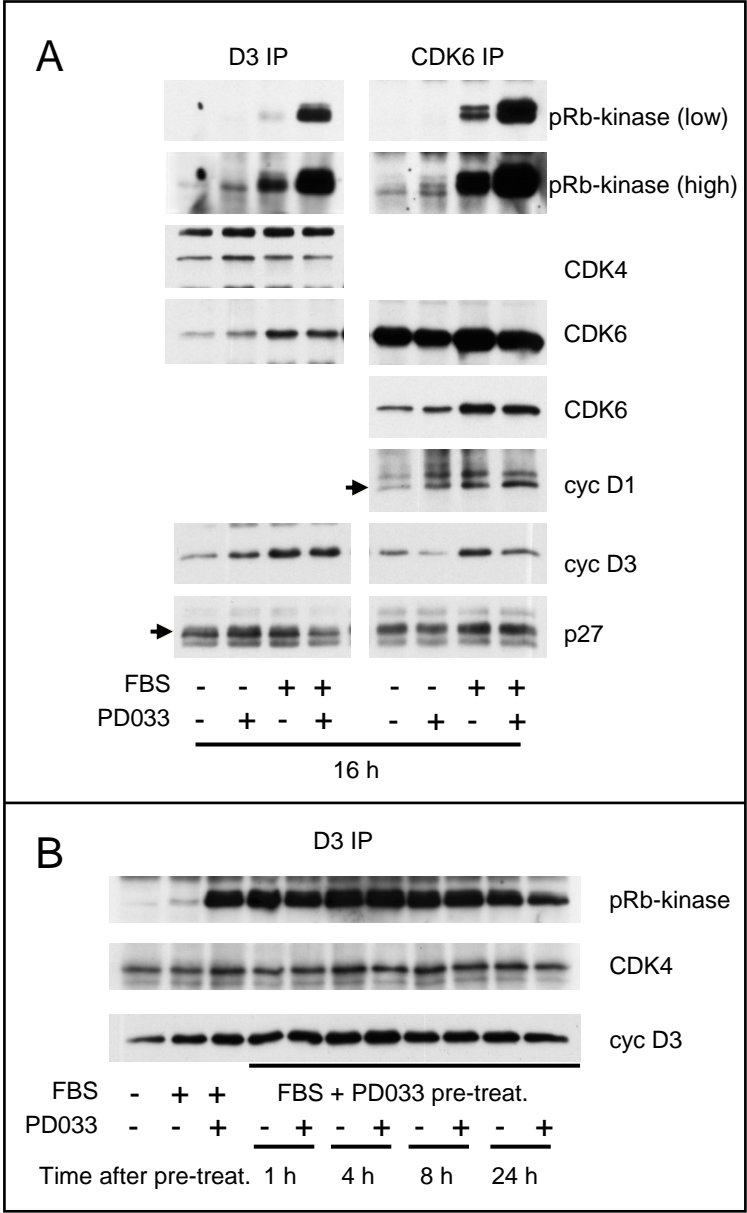 A
D3 IP CDK6 IP
pRb-kinase (low)
pRb-kinase (high)
CDK4
CDK6
CDK6
cyc D1
cyc D3
p27
FBS - - + + - - + +
PD033 - + - + - + - +
16 h
B
D3 IP
pRb-kinase
CDK4
cyc D3
FBS - + + FBS + PD033 pre-treat.
PD033 - - + - + - + - + - +
Time after pre-treat. 1 h 4 h 8 h 24 h